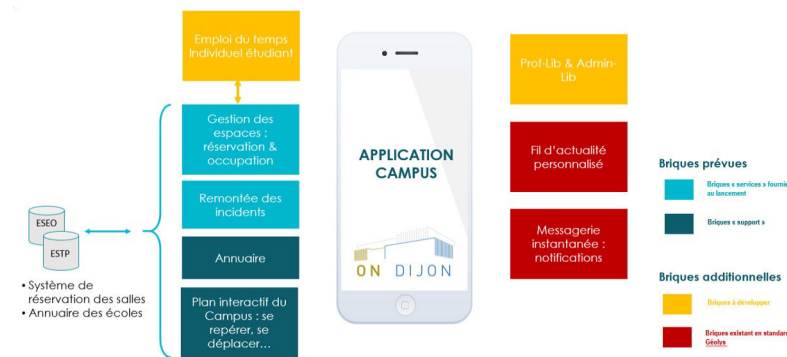 Emploi du temps
Individuel étudiant
Gestion des
espaces :
réservation &
occupation
Remontée des
incidents
Annuaire
Plan interactif du
Campus : se
repérer, se
déplacer…
ESEO
ESTP
• Système de
réservation des salles
• Annuaire des écoles
APPLICATION
CAMPUS
ON DIJON
Prof-Lib & Admin-
Lib
Fil d’actualité
personnalisé
Messagerie
instantanée :
notifications
Briques prévues
Briques « services » fournie
au lancement
Briques « support »
Briques additionnelles
Briques à développer
Briques existant en standar
Géolys